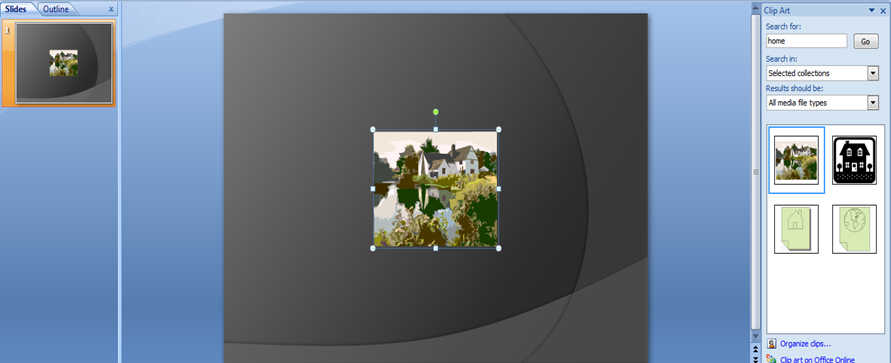 Slides Outline x
1
Clip Art
Search for:
home
Go
Search in:
Selected collections
Results should be:
All media file types
Organize clips...
Clip art on Office Online